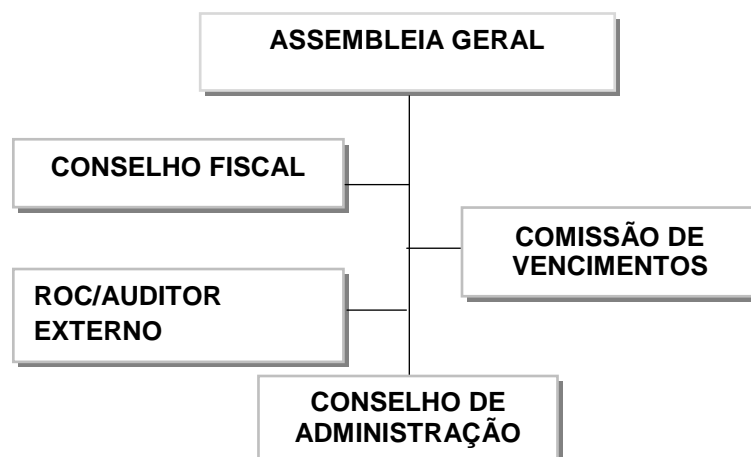 ASSEMBLEIA GERAL
CONSELHO FISCAL
COMISSÃO DE
VENCIMENTOS
ROC/AUDITOR
EXTERNO
CONSELHO DE
ADMINISTRAÇÃO